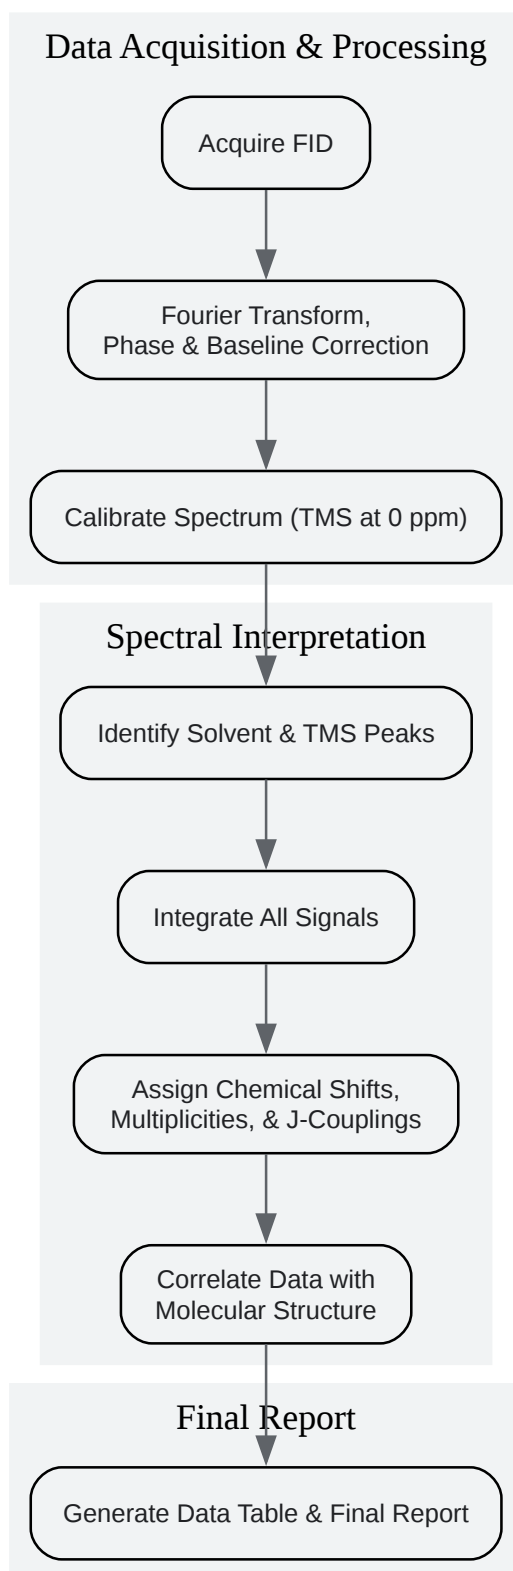 Data Acquisition & Processing
Acquire FID
Fourier Transform,
Phase & Baseline Correction
Calibrate Spectrum (TMS at 0 ppm)
Spectral Interpretation
Identify Solvent & TMS Peaks
Integrate All Signals
Assign Chemical Shifts,
Multiplicities, & J-Couplings
Correlate Data with
Molecular Structure
Final Report
Generate Data Table & Final Report